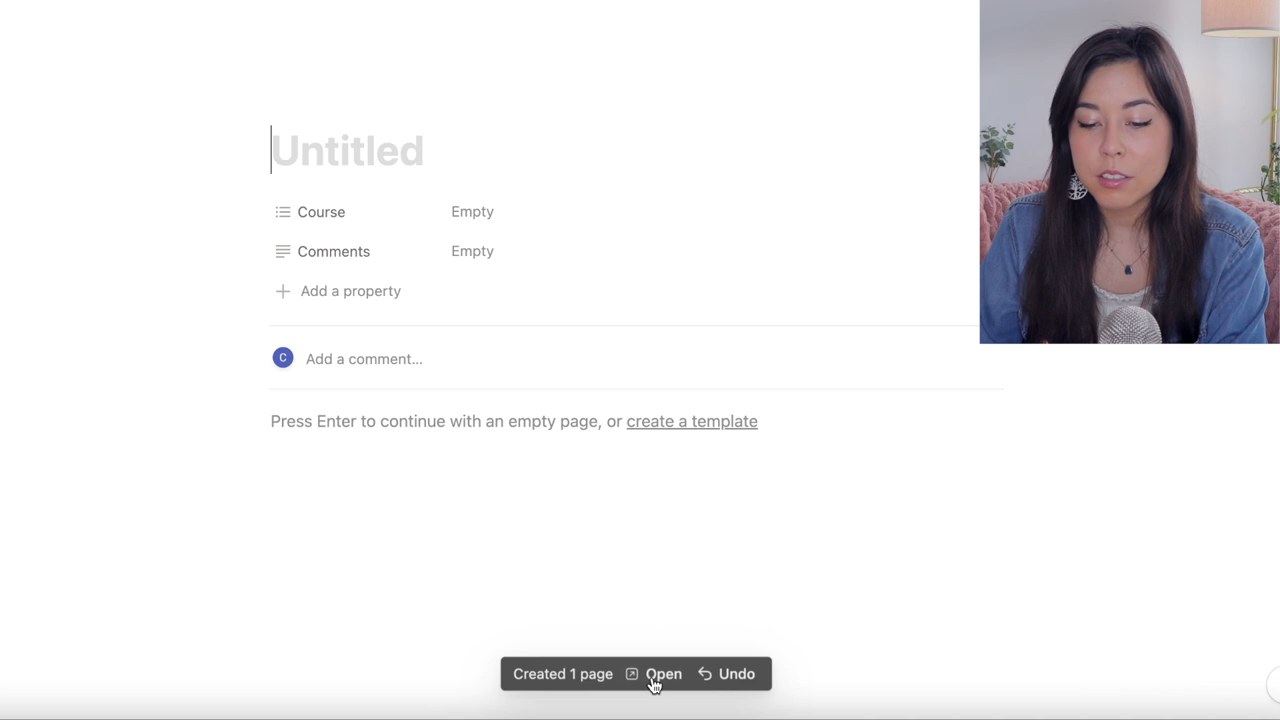 Untitled
Course Empty
Comments Empty
Add a property
C Add a comment...
Press Enter to continue with an empty page, or create a template
Created 1 page Open Undo